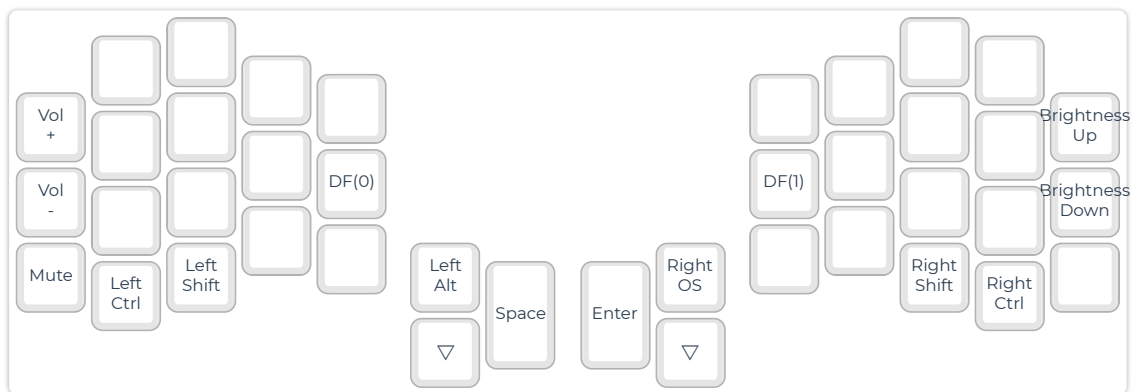 Vol
+
Vol
-
Mute
Left
Ctrl
Left
Shift
DF(0)
Left
Alt
Space
▽
Enter
Right
OS
▽
DF(1)
Right
Shift
Right
Ctrl
Brightness
Up
Brightness
Down